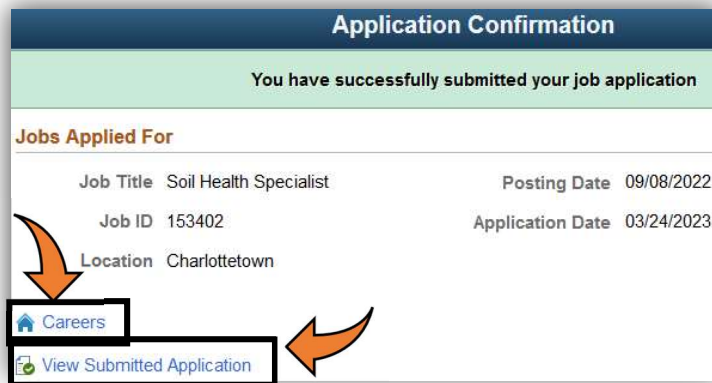 Application Confirmation
You have successfully submitted your job application
Jobs Applied For
Job Title Soil Health Specialist Posting Date 09/08/2022
Job ID 153402 Application Date 03/24/2023
Location Charlottetown
Careers
View Submitted Application